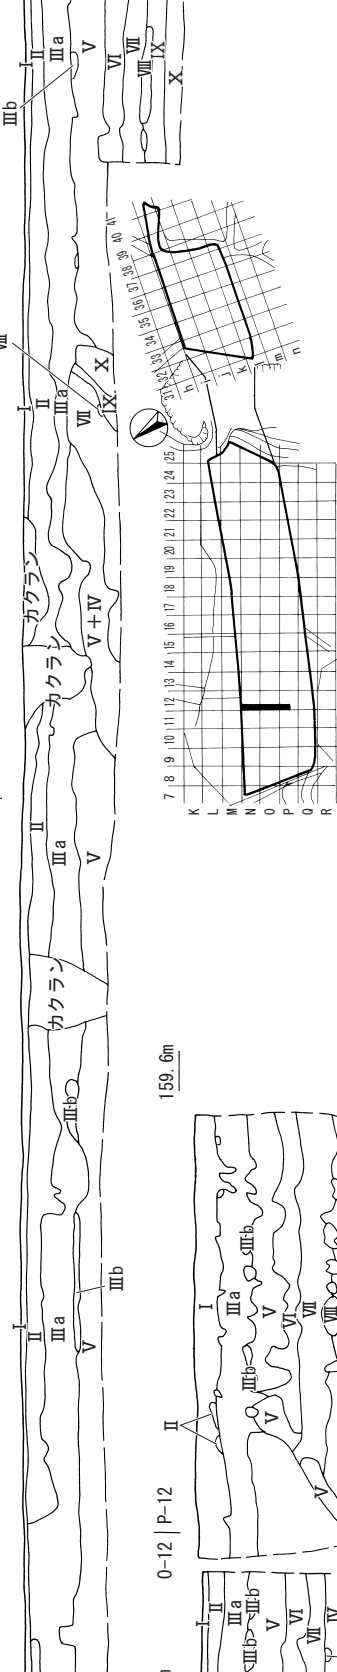 Ⅰ
Ⅱ
Ⅲa
Ⅴ
Ⅵ
Ⅶ
Ⅷ
Ⅸ
Ⅹ
Ⅲb
Ⅰ
Ⅱ
Ⅲa
Ⅶ
Ⅸ
Ⅹ
カクラン
カクラン
Ⅴ+Ⅳ
Ⅱ
Ⅲa
Ⅴ
カクラン
Ⅲb
Ⅰ
Ⅱ
Ⅲa
Ⅴ
Ⅲb
31 32 33 34 35 36 37 38 39 40 41
h i j k l m n
7 8 9 10 11 12 13 14 15 16 17 18 19 20 21 22 23 24 25
K L M N O P Q R
159.6m
Ⅰ
Ⅲa
Ⅲb
Ⅴ
Ⅵ
Ⅶ
Ⅷ
Ⅲb
Ⅱ
Ⅴ
Ⅴ
O-12 | P-12
Ⅰ
Ⅱ
Ⅲa
Ⅲb
Ⅲb
Ⅴ
Ⅵ
Ⅶ